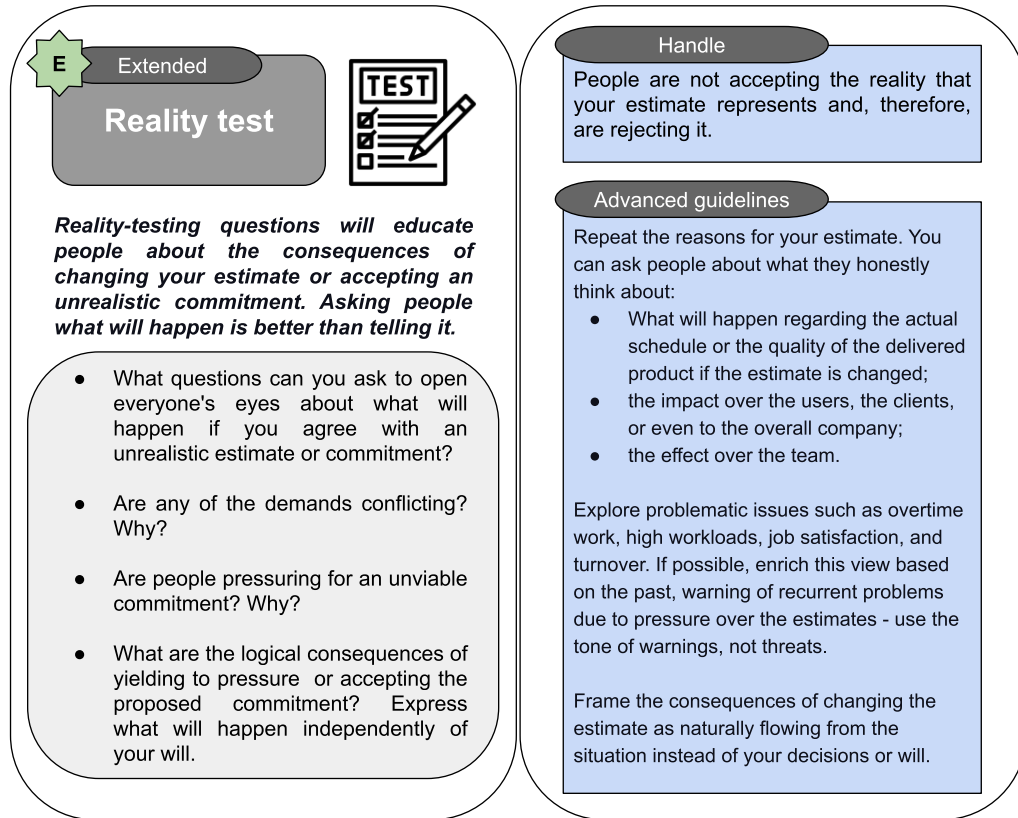 E
Extended
Reality test
TEST
Reality-testing questions will educate
people about the consequences of
changing your estimate or accepting an
unrealistic commitment. Asking people
what will happen is better than telling it.
● What questions can you ask to open
everyone's eyes about what will
happen if you agree with an
unrealistic estimate or commitment?
● Are any of the demands conflicting?
Why?
● Are people pressuring for an unviable
commitment? Why?
● What are the logical consequences of
yielding to pressure or accepting the
proposed commitment? Express
what will happen independently of
your will.
Handle
People are not accepting the reality that
your estimate represents and, therefore,
are rejecting it.
Advanced guidelines
Repeat the reasons for your estimate. You
can ask people about what they honestly
think about:
● What will happen regarding the actual
schedule or the quality of the delivered
product if the estimate is changed;
● the impact over the users, the clients,
or even to the overall company;
● the effect over the team.
Explore problematic issues such as overtime
work, high workloads, job satisfaction, and
turnover. If possible, enrich this view based
on the past, warning of recurrent problems
due to pressure over the estimates - use the
tone of warnings, not threats.
Frame the consequences of changing the
estimate as naturally flowing from the
situation instead of your decisions or will.